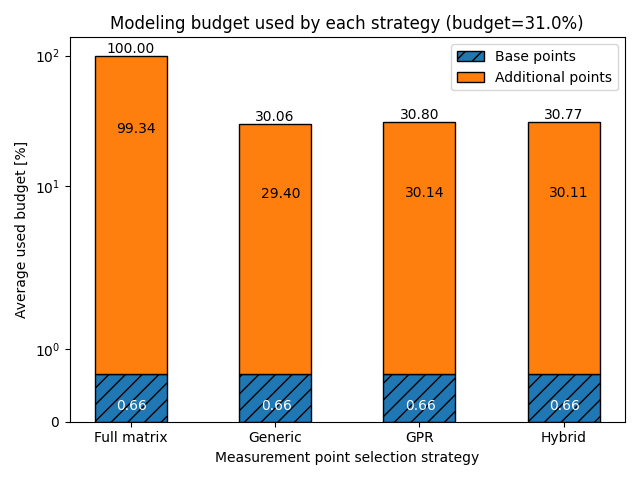 Modeling budget used by each strategy (budget=31.0%)
Base points
Additional points
100.00
30.06
30.80
30.77
99.34
29.40
30.14
30.11
0.66
0.66
0.66
0.66
Average used budget [%]
10²
10¹
10⁰
0
Full matrix
Generic
GPR
Hybrid
Measurement point selection strategy